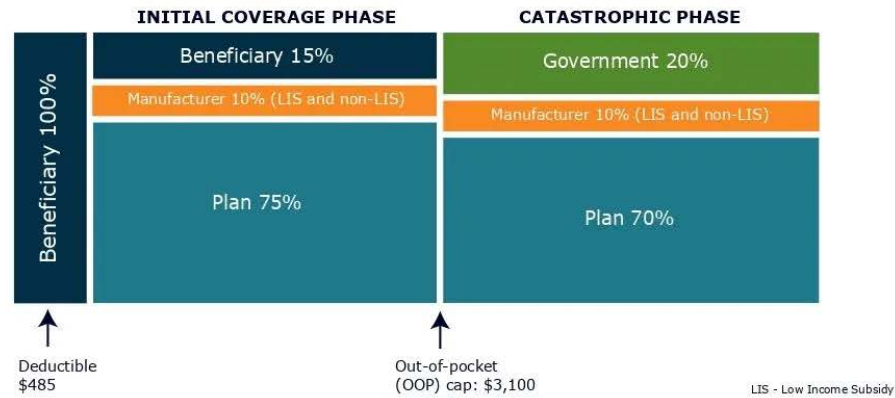 INITIAL COVERAGE PHASE
CATASTROPHIC PHASE
Beneficiary 100%
Beneficiary 15%
Manufacturer 10% (LIS and non-LIS)
Plan 75%
Government 20%
Manufacturer 10% (LIS and non-LIS)
Plan 70%
Deductible
$485
Out-of-pocket
(OOP) cap: $3,100
LIS - Low Income Subsidy